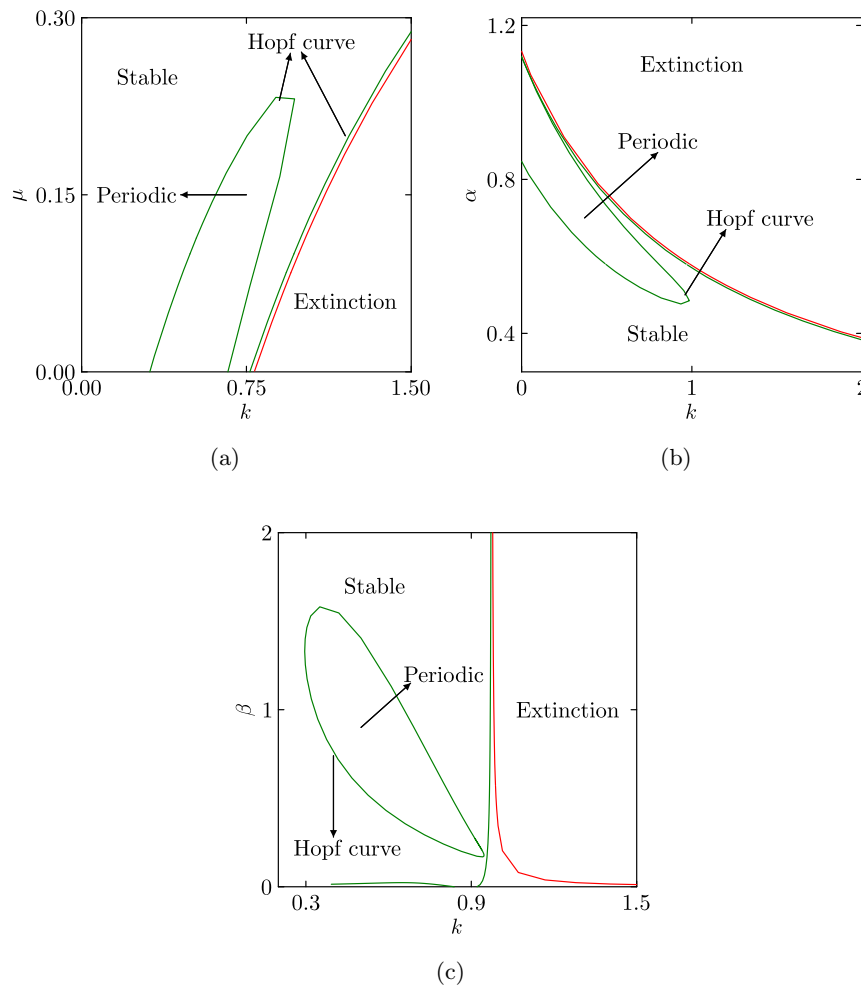 0.30
Hopf curve
Stable
μ
0.15
Periodic
Extinction
0.00
0.00
0.75
1.50
k
(a)
1.2
Extinction
Periodic
α
0.8
Hopf curve
Stable
0.4
0
1
2
k
(b)
2
Stable
Periodic
β
1
Extinction
Hopf curve
0
0.3
0.9
1.5
k
(c)